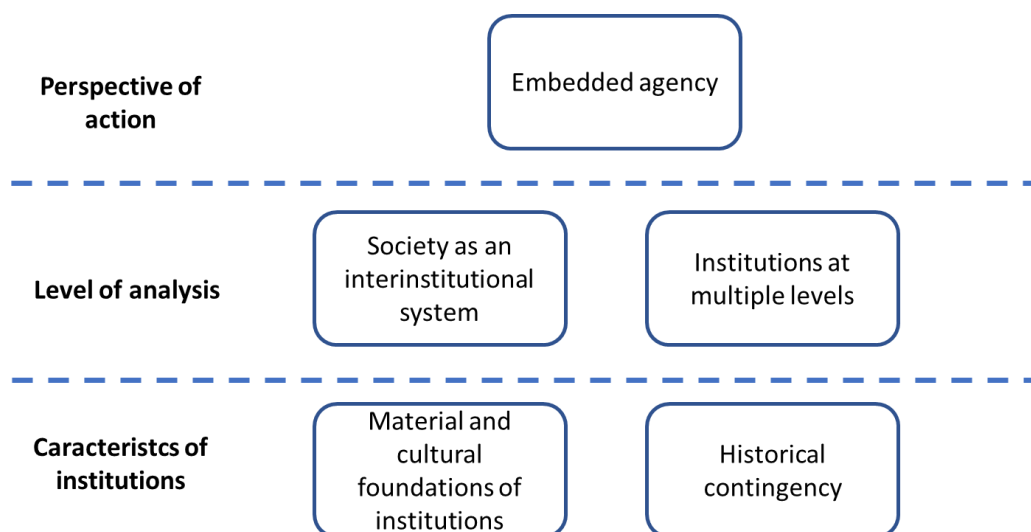 Perspective of
action
Embedded agency
Level of analysis
Society as an
interinstitutional
system
Institutions at
multiple levels
Caracteristcs of
institutions
Material and
cultural
foundations of
institutions
Historical
contingency